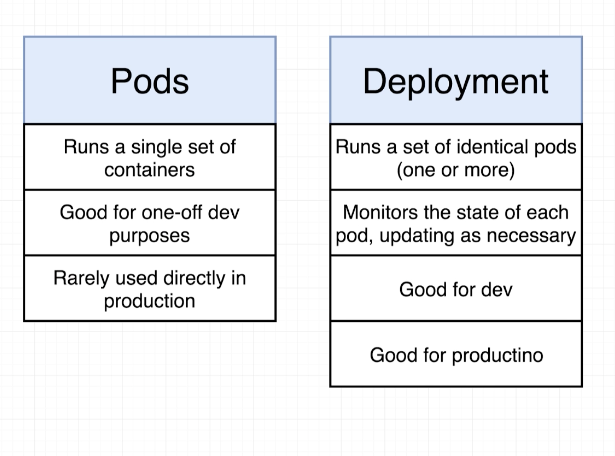 Pods
Runs a single set of
containers
Good for one-off dev
purposes
Rarely used directly in
production
Deployment
Runs a set of identical pods
(one or more)
Monitors the state of each
pod, updating as necessary
Good for dev
Good for productino